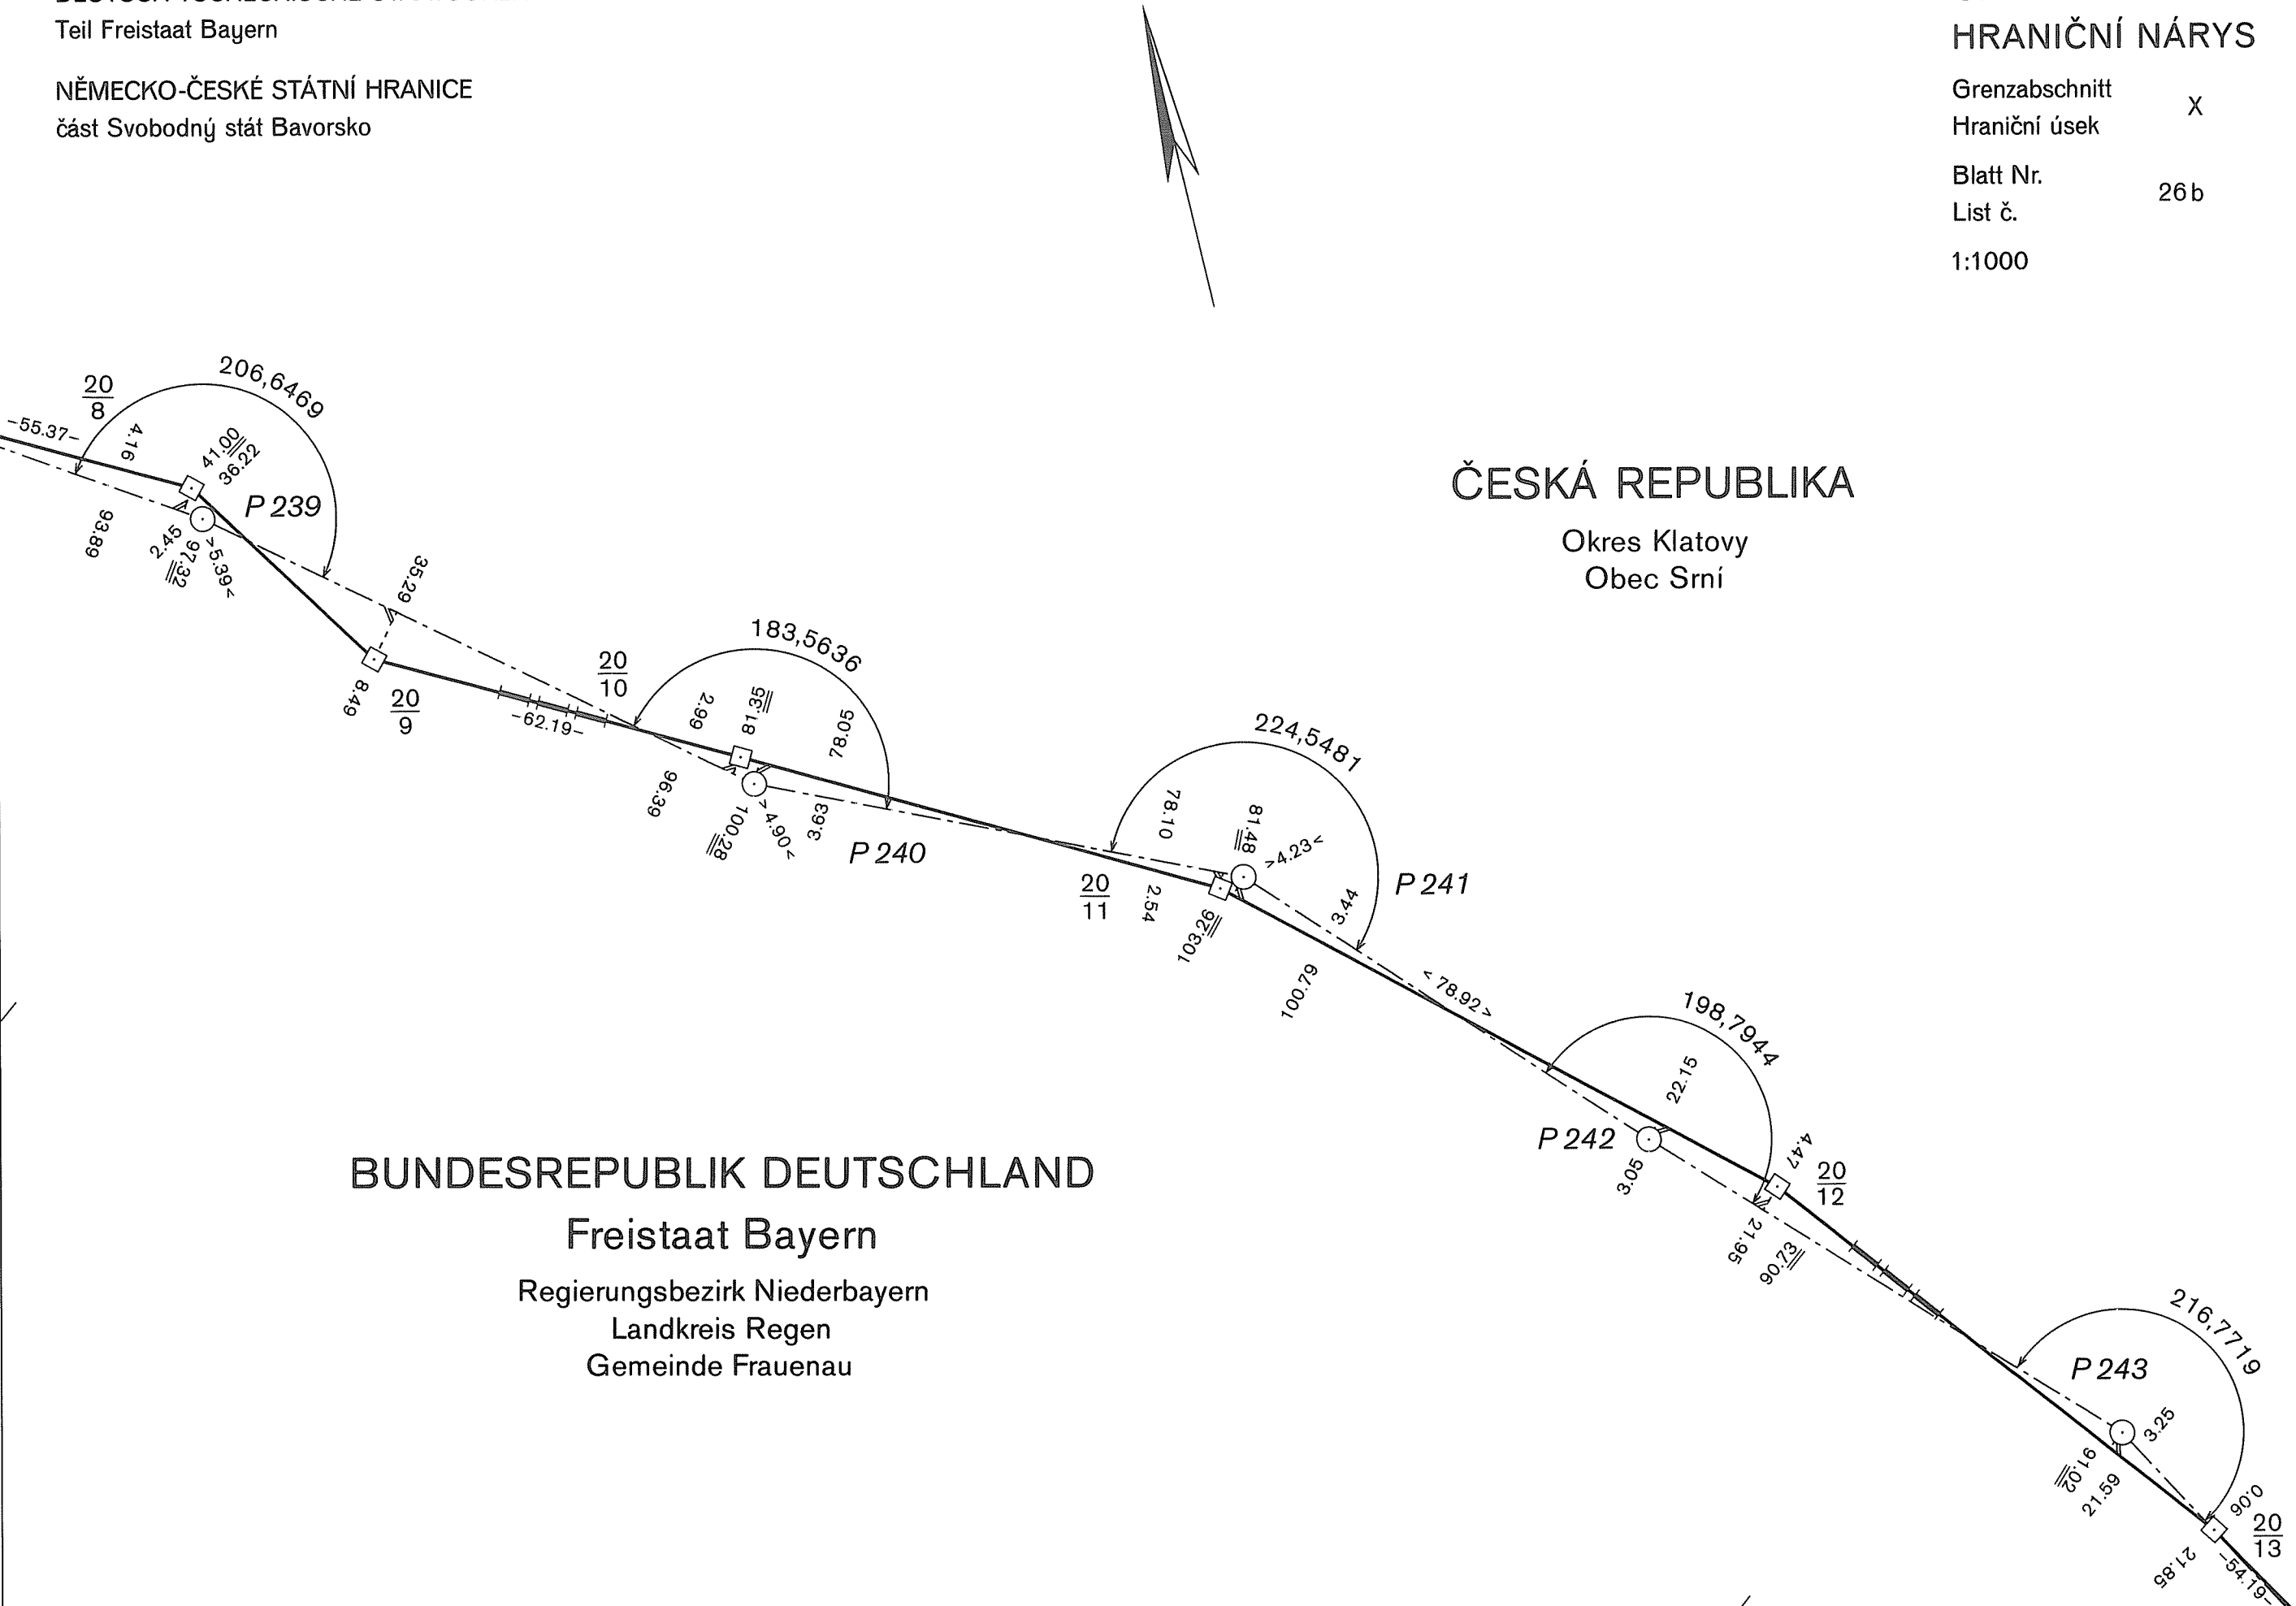 Teil Freistaat Bayern
NĚMECKO-ČESKÉ STÁTNÍ HRANICE
část Svobodný stát Bavorsko
HRANIČNÍ NÁRYS
Grenzabschnitt
Hraniční úsek
X
Blatt Nr.
List č.
26b
1:1000
206,6469
20
8
-55.37-
4.16
41.00
36.22
P 239
93.89
2.45
97.32
>5.39<
35.29
8.49
20
9
-62.19-
20
10
183,5636
2.99
81.35
78.05
96.39
100.28
>4.90<
3.93
P 240
224,5481
78.10
81.48
>4.23<
P 241
20
11
2.54
103.26
3.44
100.79
<78.92>
198,7944
22.15
P 242
3.05
4.47
20
12
21.95
90.73
216,7719
P 243
3.25
91.02
21.59
0.06
20
13
21.85
-54.19-
ČESKÁ REPUBLIKA
Okres Klatovy
Obec Srní
BUNDESREPUBLIK DEUTSCHLAND
Freistaat Bayern
Regierungsbezirk Niederbayern
Landkreis Regen
Gemeinde Frauenau